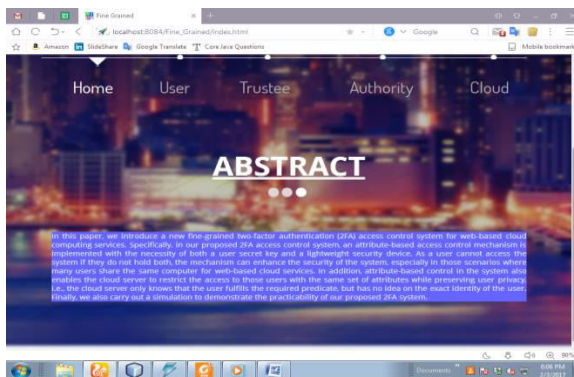 Fine Grained
localhost:8084/Fine_Grained/index.html
Google
Amazon SlideShare Google Translate Core Java Questions Mobile bookmark
Home User Trustee Authority Cloud
ABSTRACT
In this paper, we introduce a new fine-grained two-factor authentication (2FA) access control system for web-based cloud
computing services. Specifically, in our proposed 2FA access control system, an attribute-based access control mechanism is
implemented with the necessity of both a user secret key and a lightweight security device. As a user cannot access the
system if they do not hold both, the mechanism can enhance the security of the system, especially in those scenarios where
many users share the same computer for web-based cloud services. In addition, attribute-based control in the system also
enables the cloud server to restrict the access to those users with the same set of attributes while preserving user privacy,
i.e., the cloud server only knows that the user fulfills the required predicate, but has no idea on the exact identity of the user.
Finally, we also carry out a simulation to demonstrate the practicability of our proposed 2FA system.
90%
Documents
6:06 PM
2/3/2017